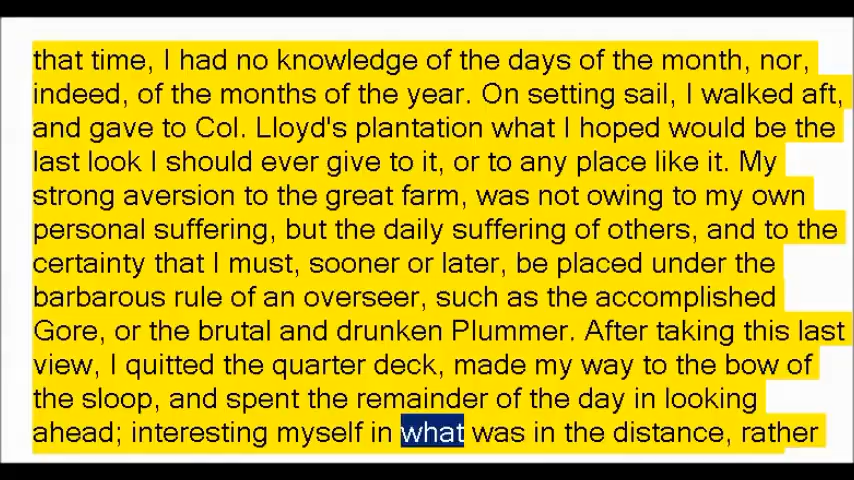 that time, I had no knowledge of the days of the month, nor,
indeed, of the months of the year. On setting sail, I walked aft,
and gave to Col. Lloyd's plantation what I hoped would be the
last look I should ever give to it, or to any place like it. My
strong aversion to the great farm, was not owing to my own
personal suffering, but the daily suffering of others, and to the
certainty that I must, sooner or later, be placed under the
barbarous rule of an overseer, such as the accomplished
Gore, or the brutal and drunken Plummer. After taking this last
view, I quitted the quarter deck, made my way to the bow of
the sloop, and spent the remainder of the day in looking
ahead; interesting myself in what was in the distance, rather